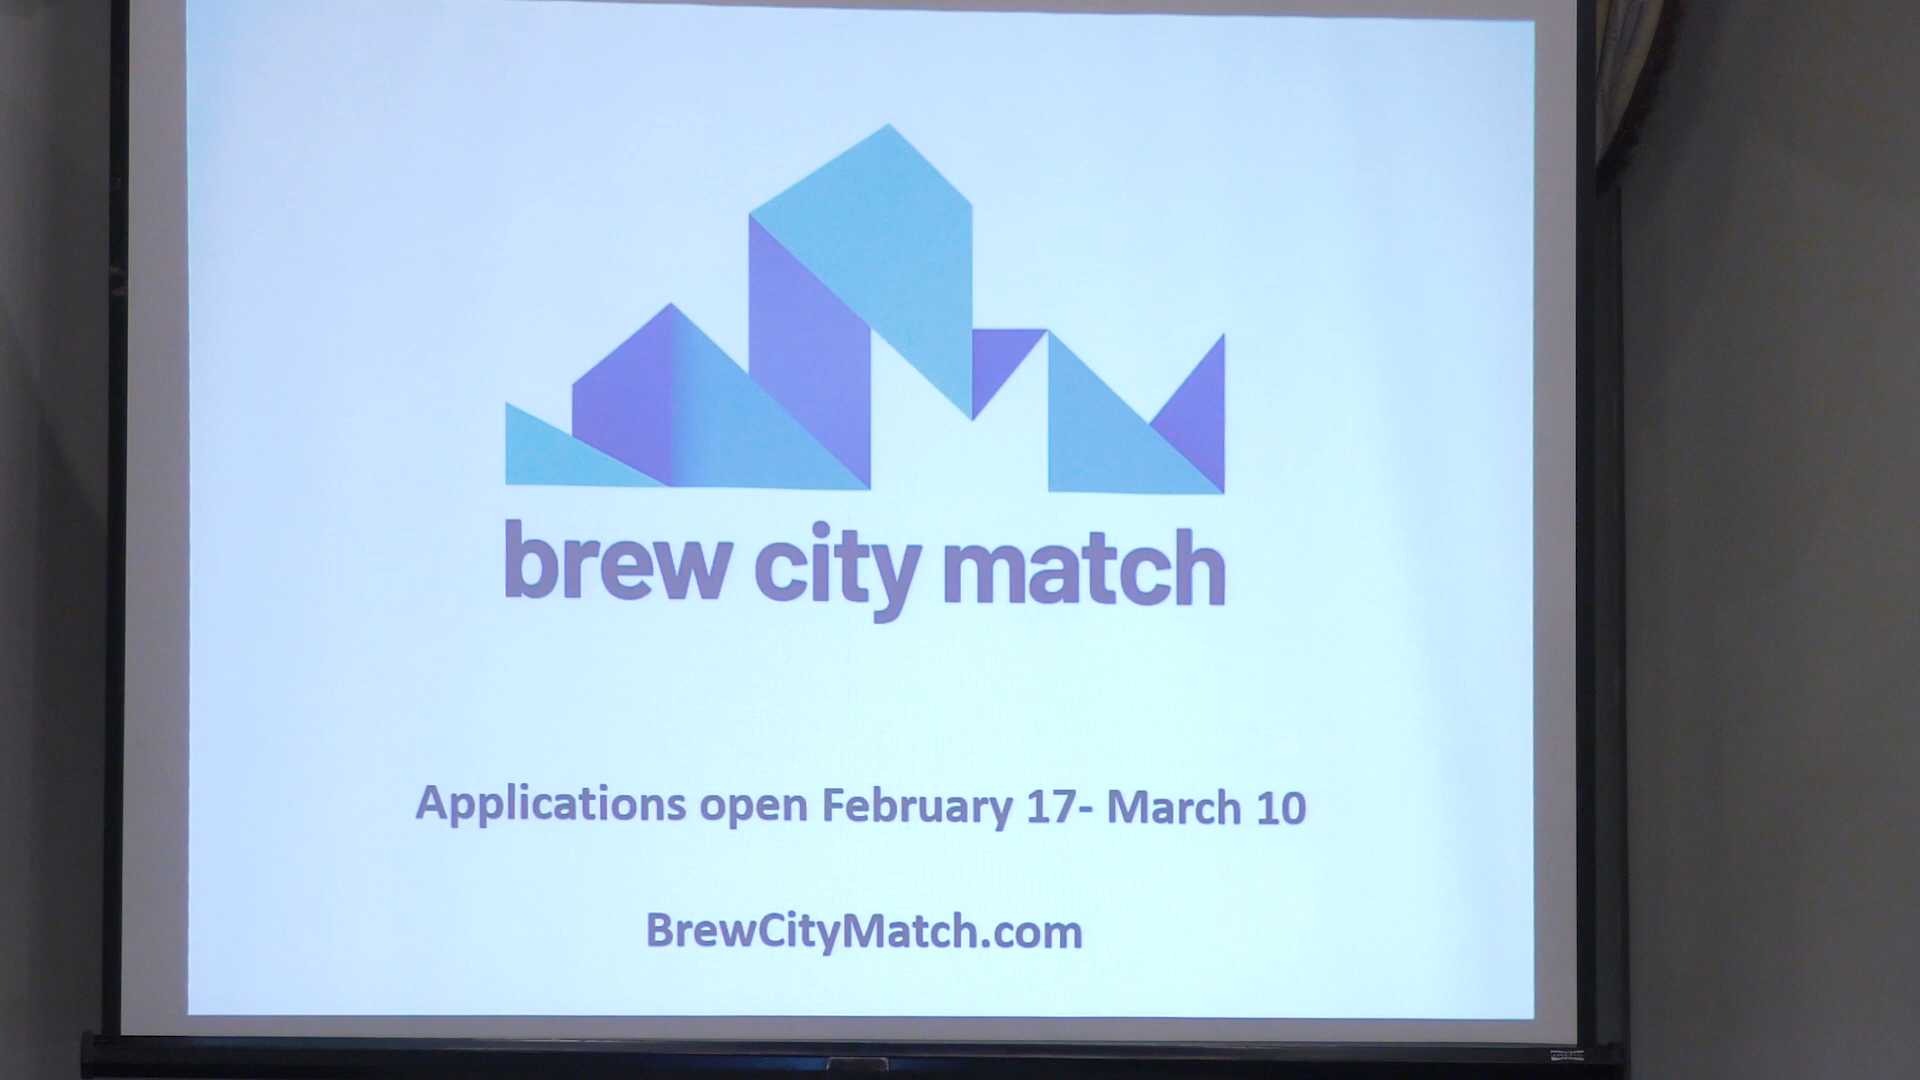 brew city match
Applications open February 17- March 10
BrewCityMatch.com